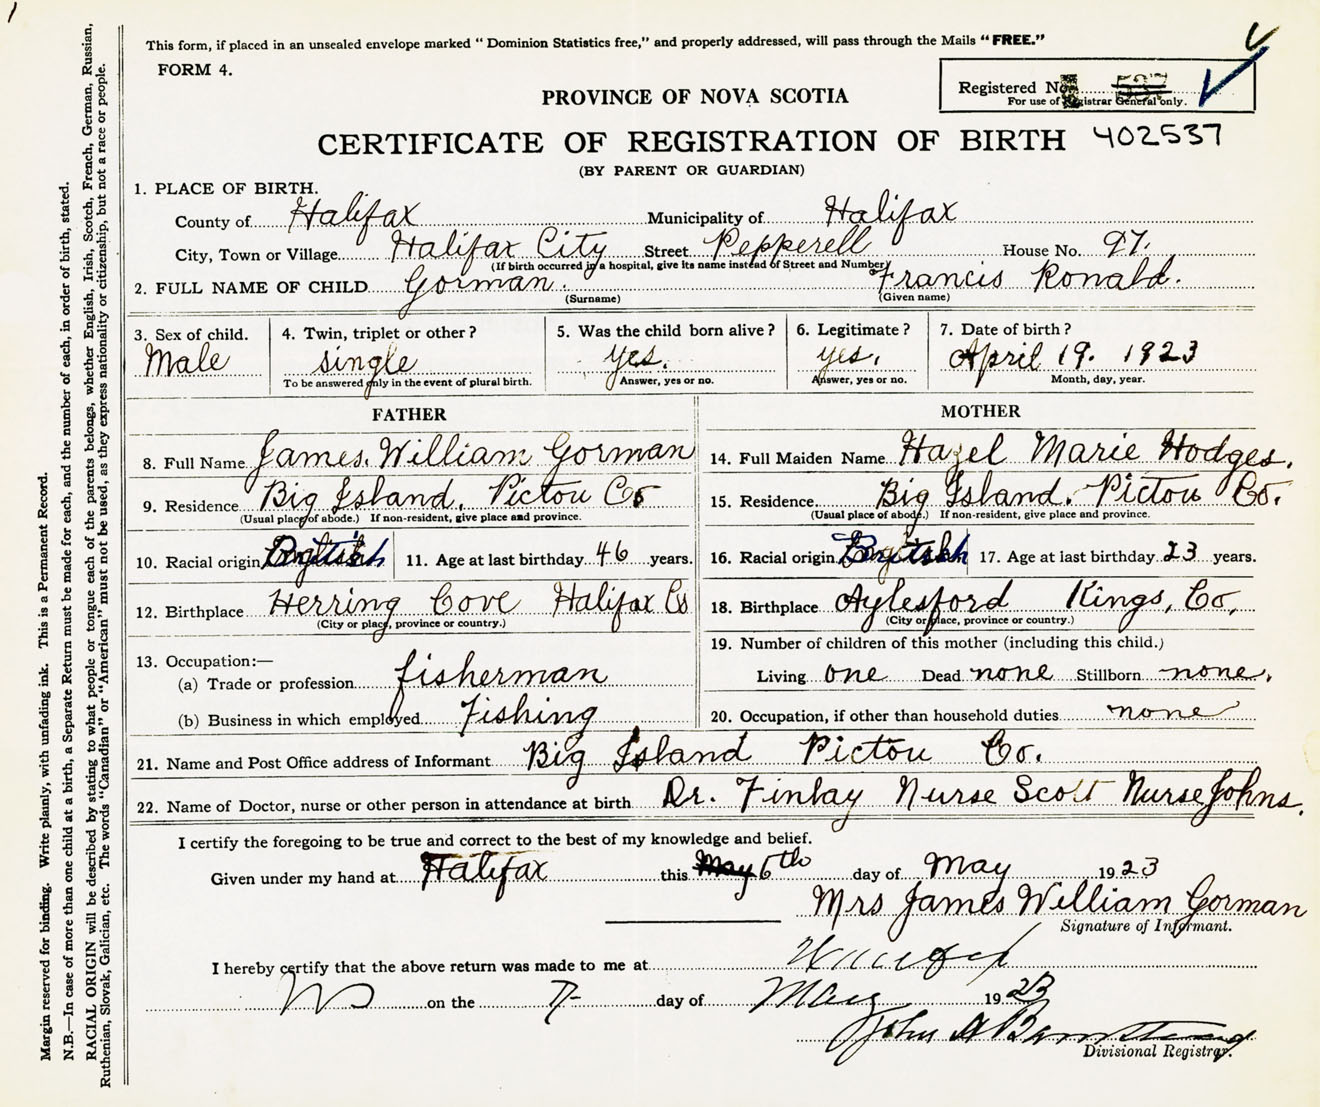 This form, if placed in an unsealed envelope marked " Dominion Statistics free," and properly addressed, will pass through the Mails "FREE."
FORM 4.
Registered No. 537
For use of Registrar General only.
PROVINCE OF NOVA SCOTIA
CERTIFICATE OF REGISTRATION OF BIRTH 402537
(BY PARENT OR GUARDIAN)
1. PLACE OF BIRTH.
County of Halifax Municipality of Halifax
City, Town or Village Halifax City Street Pepperell House No. 97.
(If birth occurred in a hospital, give its name instead of Street and Number)
2. FULL NAME OF CHILD Gorman. Francis Ronald.
(Surname) (Given name)
3. Sex of child. 4. Twin, triplet or other? 5. Was the child born alive? 6. Legitimate? 7. Date of birth?
Male single yes. yes. April 19. 1923
To be answered only in the event of plural birth. Answer, yes or no. Answer, yes or no. Month, day, year.
FATHER MOTHER
8. Full Name James. William Gorman 14. Full Maiden Name Hazel Marie Hodges.
9. Residence Big Island, Pictou Co 15. Residence Big Island. Pictou Co.
(Usual place of abode.) If non-resident, give place and province. (Usual place of abode.) If non-resident, give place and province.
10. Racial origin 11. Age at last birthday 46 years. 16. Racial origin 17. Age at last birthday 23 years.
12. Birthplace Herring Cove Halifax Co 18. Birthplace Aylesford Kings, Co.
(City or place, province or country.) (City or place, province or country.)
13. Occupation:— 19. Number of children of this mother (including this child.)
(a) Trade or profession fisherman Living one Dead none Stillborn none.
(b) Business in which employed Fishing 20. Occupation, if other than household duties none
21. Name and Post Office address of Informant Big Island Pictou Co.
22. Name of Doctor, nurse or other person in attendance at birth Dr. Finlay Nurse Scott Nurse Johns.
I certify the foregoing to be true and correct to the best of my knowledge and belief.
Given under my hand at Halifax this 6th day of May 1923
Mrs James William Gorman
Signature of Informant.
I hereby certify that the above return was made to me at
on the 7 day of May 1923
John A
Divisional Registrar.
Margin reserved for binding. Write plainly, with unfading ink. This is a Permanent Record.
N.B.—In case of more than one child at a birth, a Separate Return must be made for each, and the number of each, in order of birth, stated.
RACIAL ORIGIN will be described by stating to what people or tongue each of the parents belongs, whether English, Irish, Scotch, French, German, Russian,
Ruthenian, Slovak, Galician, etc. The words "Canadian" or "American" must not be used, as they express nationality or citizenship, but not a race or people.